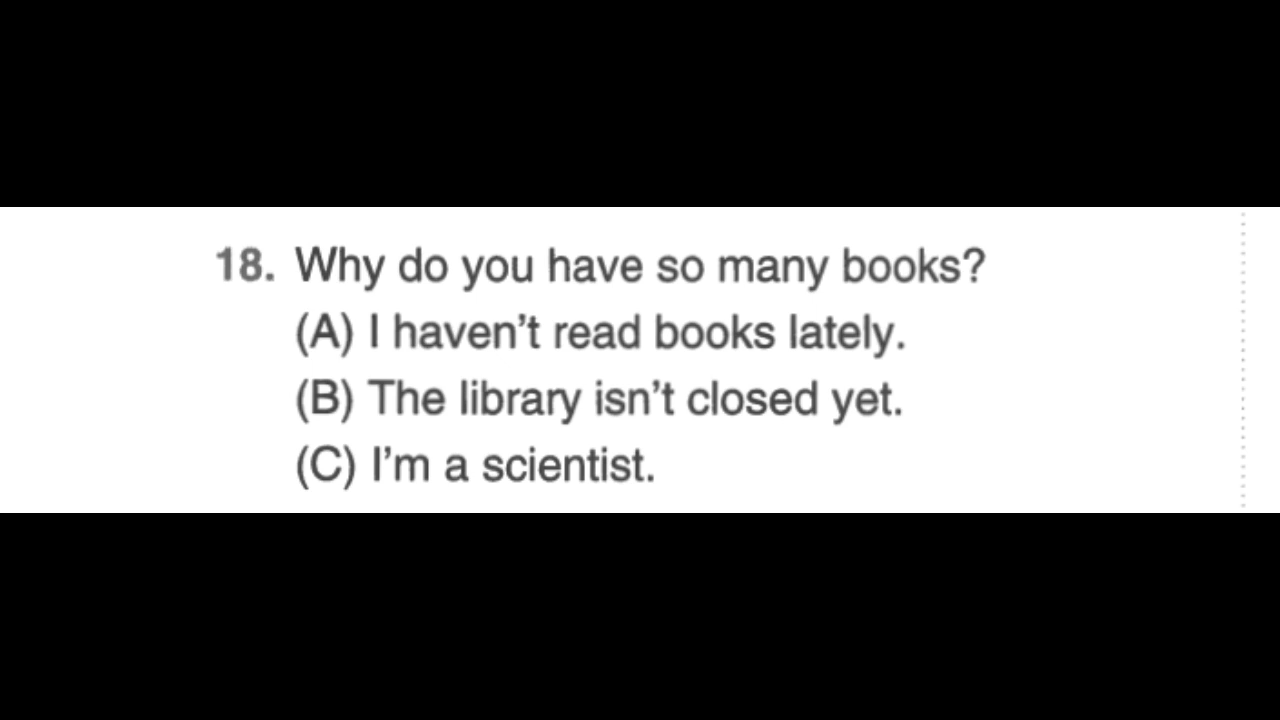 18. Why do you have so many books?
(A) I haven't read books lately.
(B) The library isn't closed yet.
(C) I'm a scientist.